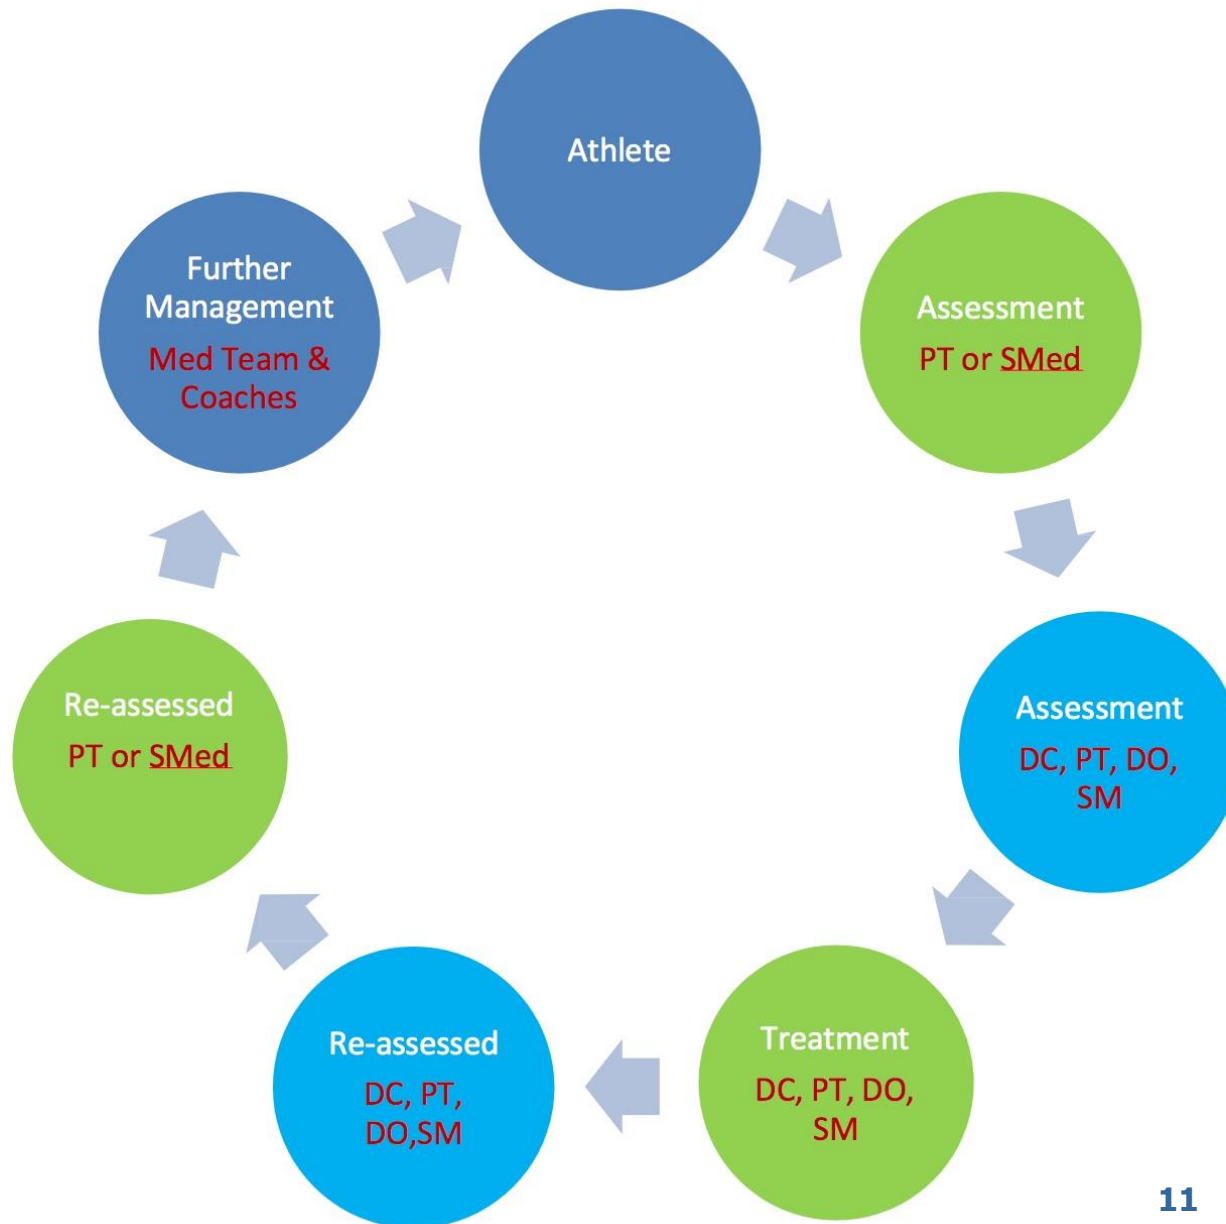 Athlete
Assessment
PT or SMed
Assessment
DC, PT, DO,
SM
Treatment
DC, PT, DO,
SM
Re-assessed
DC, PT,
DO,SM
Re-assessed
PT or SMed
Further
Management
Med Team &
Coaches
11